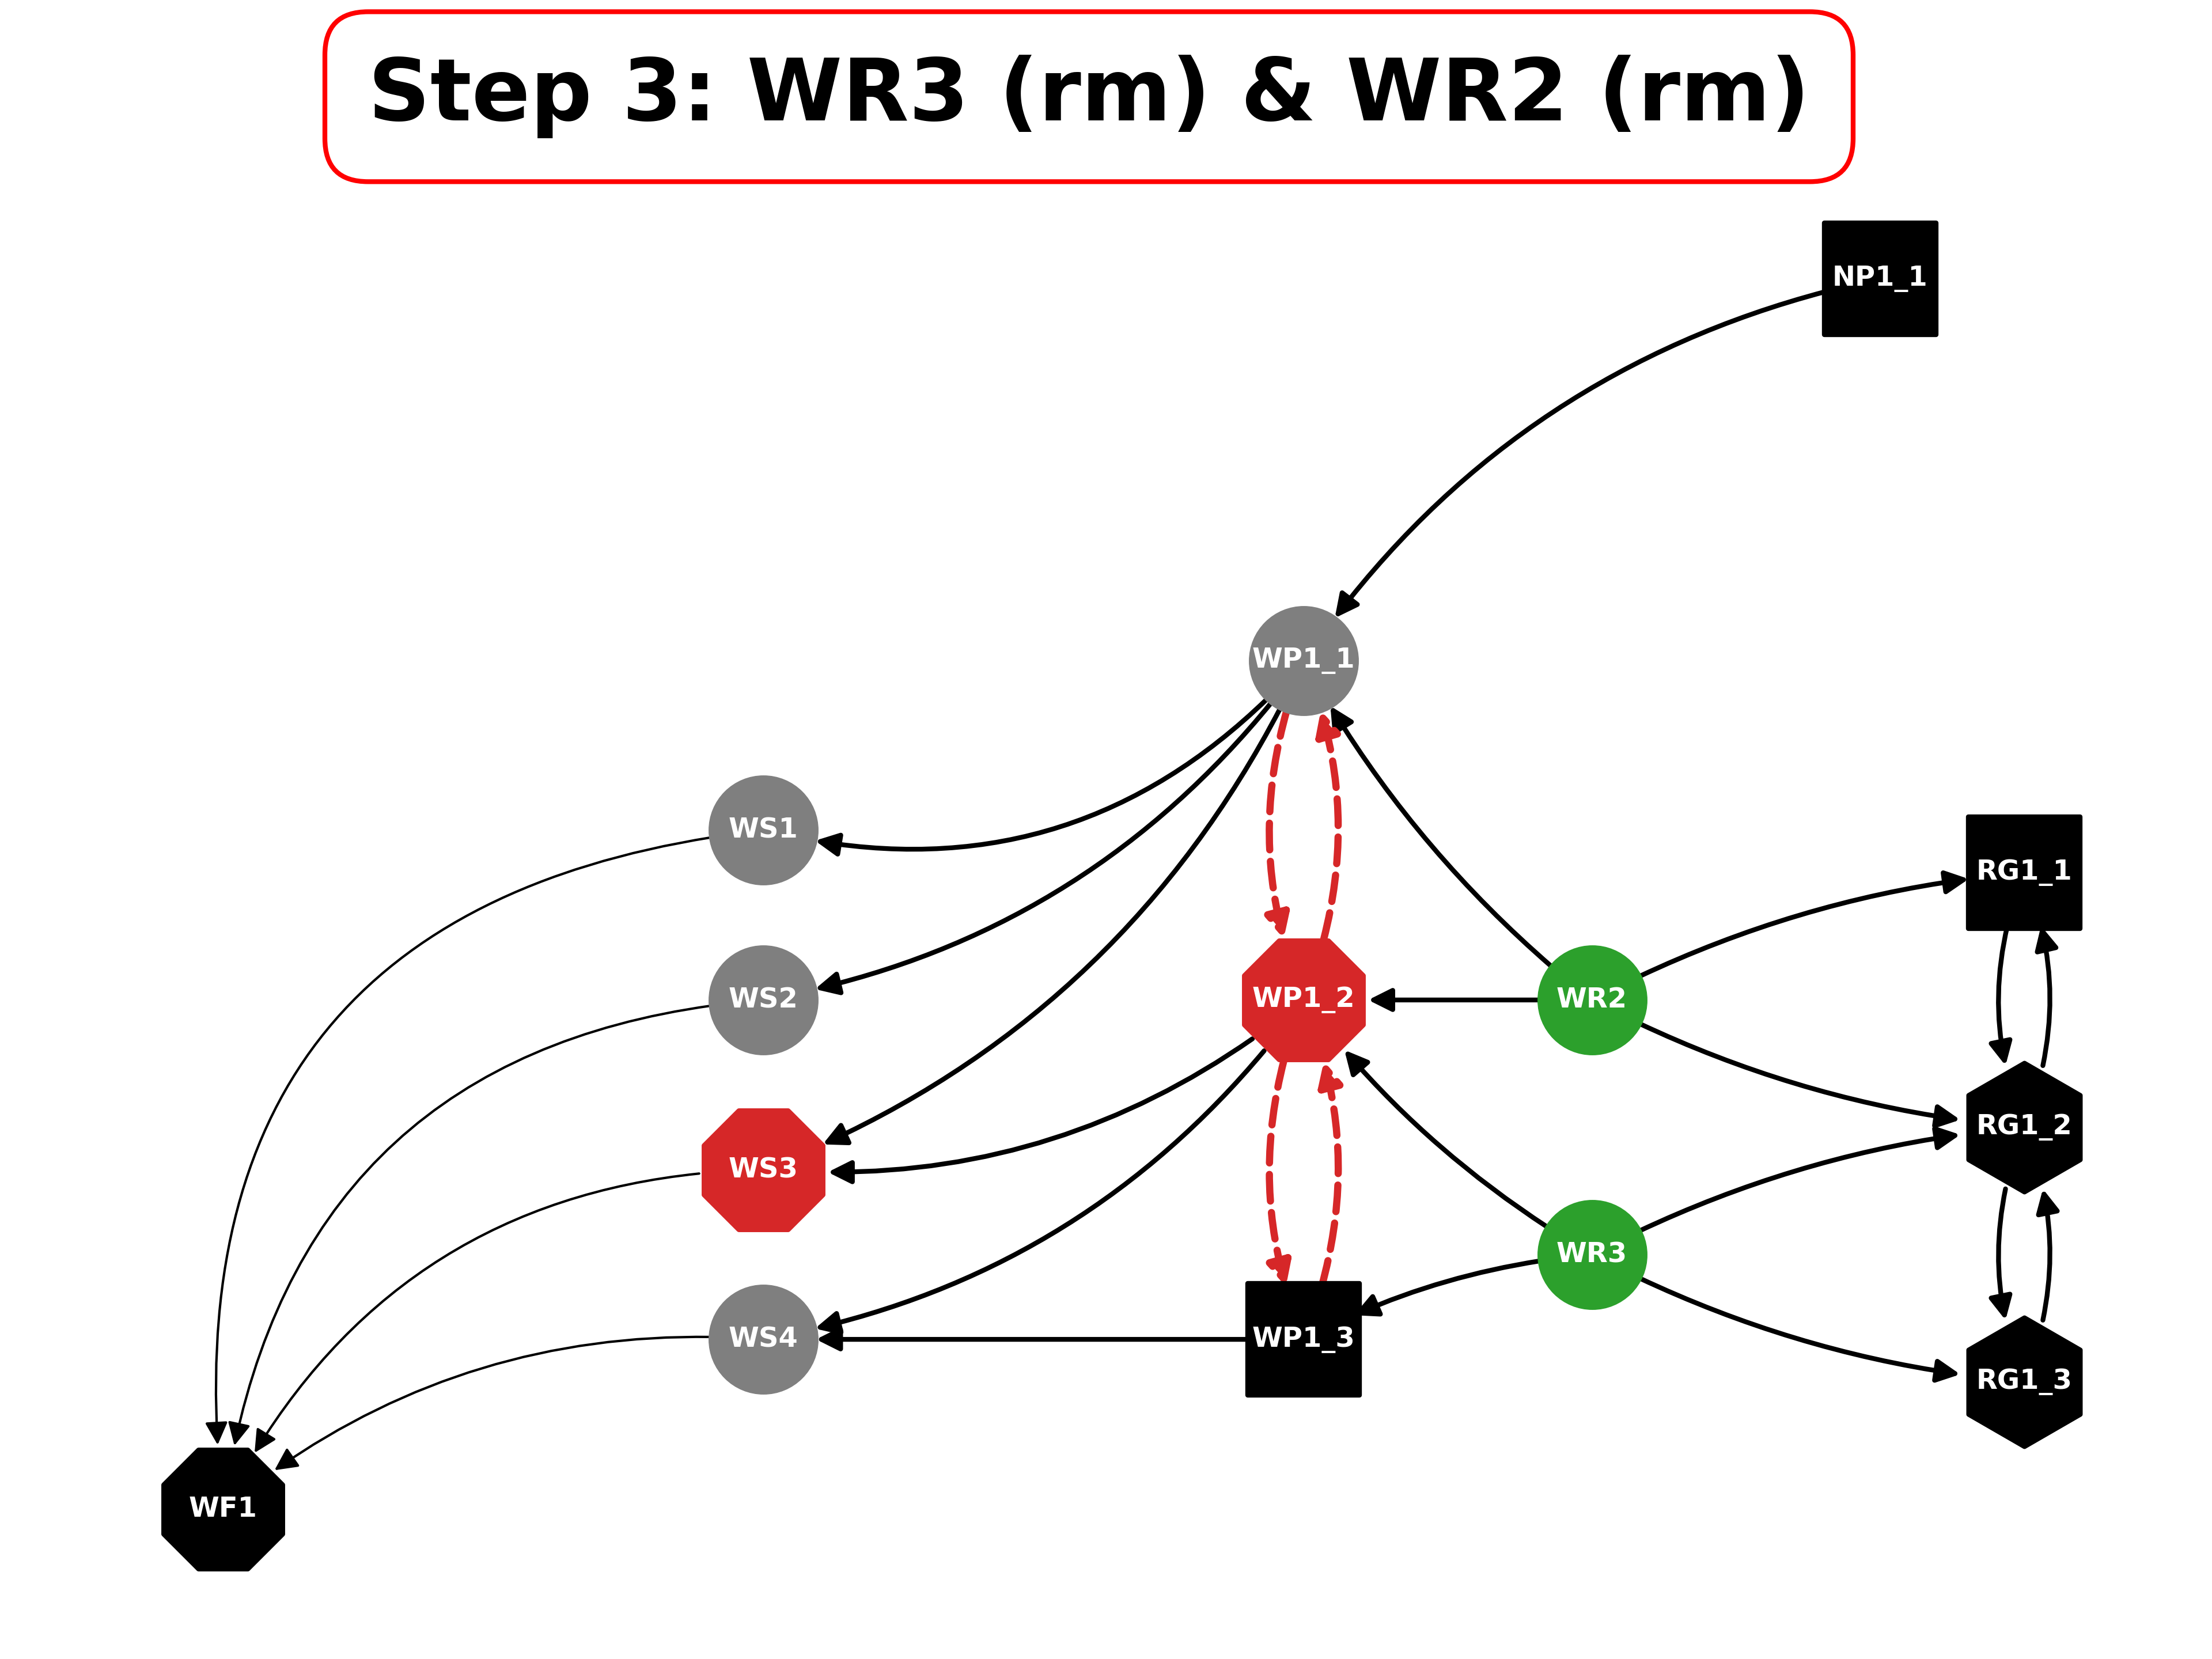 Step 3: WR3 (rm) & WR2 (rm)
NP1_1
WP1_1
WS1
RG1_1
WS2
WP1_2
WR2
RG1_2
WS3
WR3
WS4
WP1_3
RG1_3
WF1